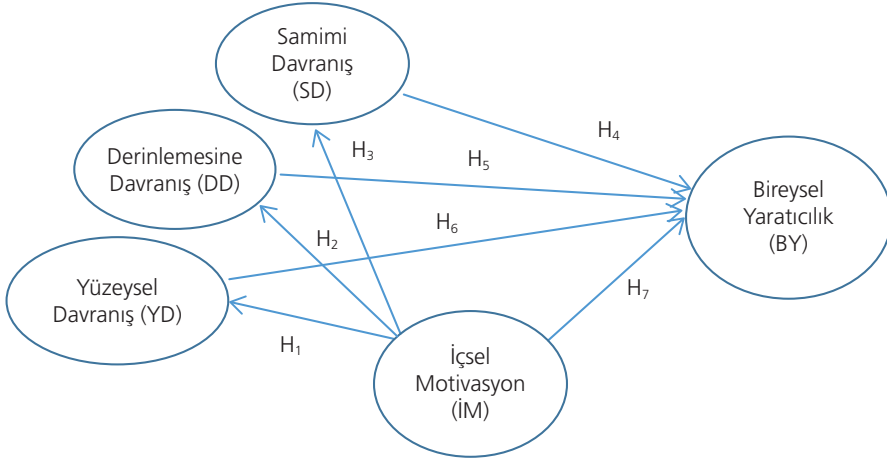 Samimi
Davranış
(SD)
Derinlemesine
Davranış (DD)
Yüzeysel
Davranış (YD)
İçsel
Motivasyon
(İM)
Bireysel
Yaratıcılık
(BY)
H₁
H₂
H₃
H₄
H₅
H₆
H₇